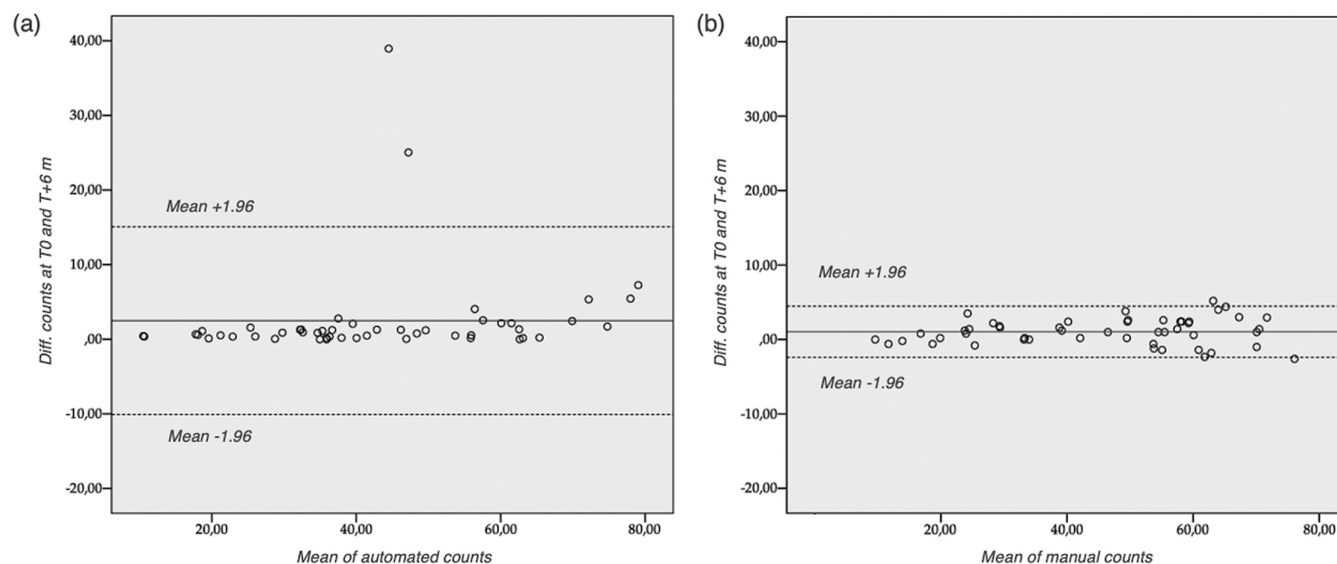 (a)
40,00
30,00
20,00
10,00
,00
-10,00
-20,00
Diff. counts at T0 and T+6 m
Mean +1.96
Mean -1.96
20,00 40,00 60,00 80,00
Mean of automated counts
(b)
40,00
30,00
20,00
10,00
,00
-10,00
-20,00
Diff. counts at T0 and T+6 m
Mean +1.96
Mean -1.96
20,00 40,00 60,00 80,00
Mean of manual counts